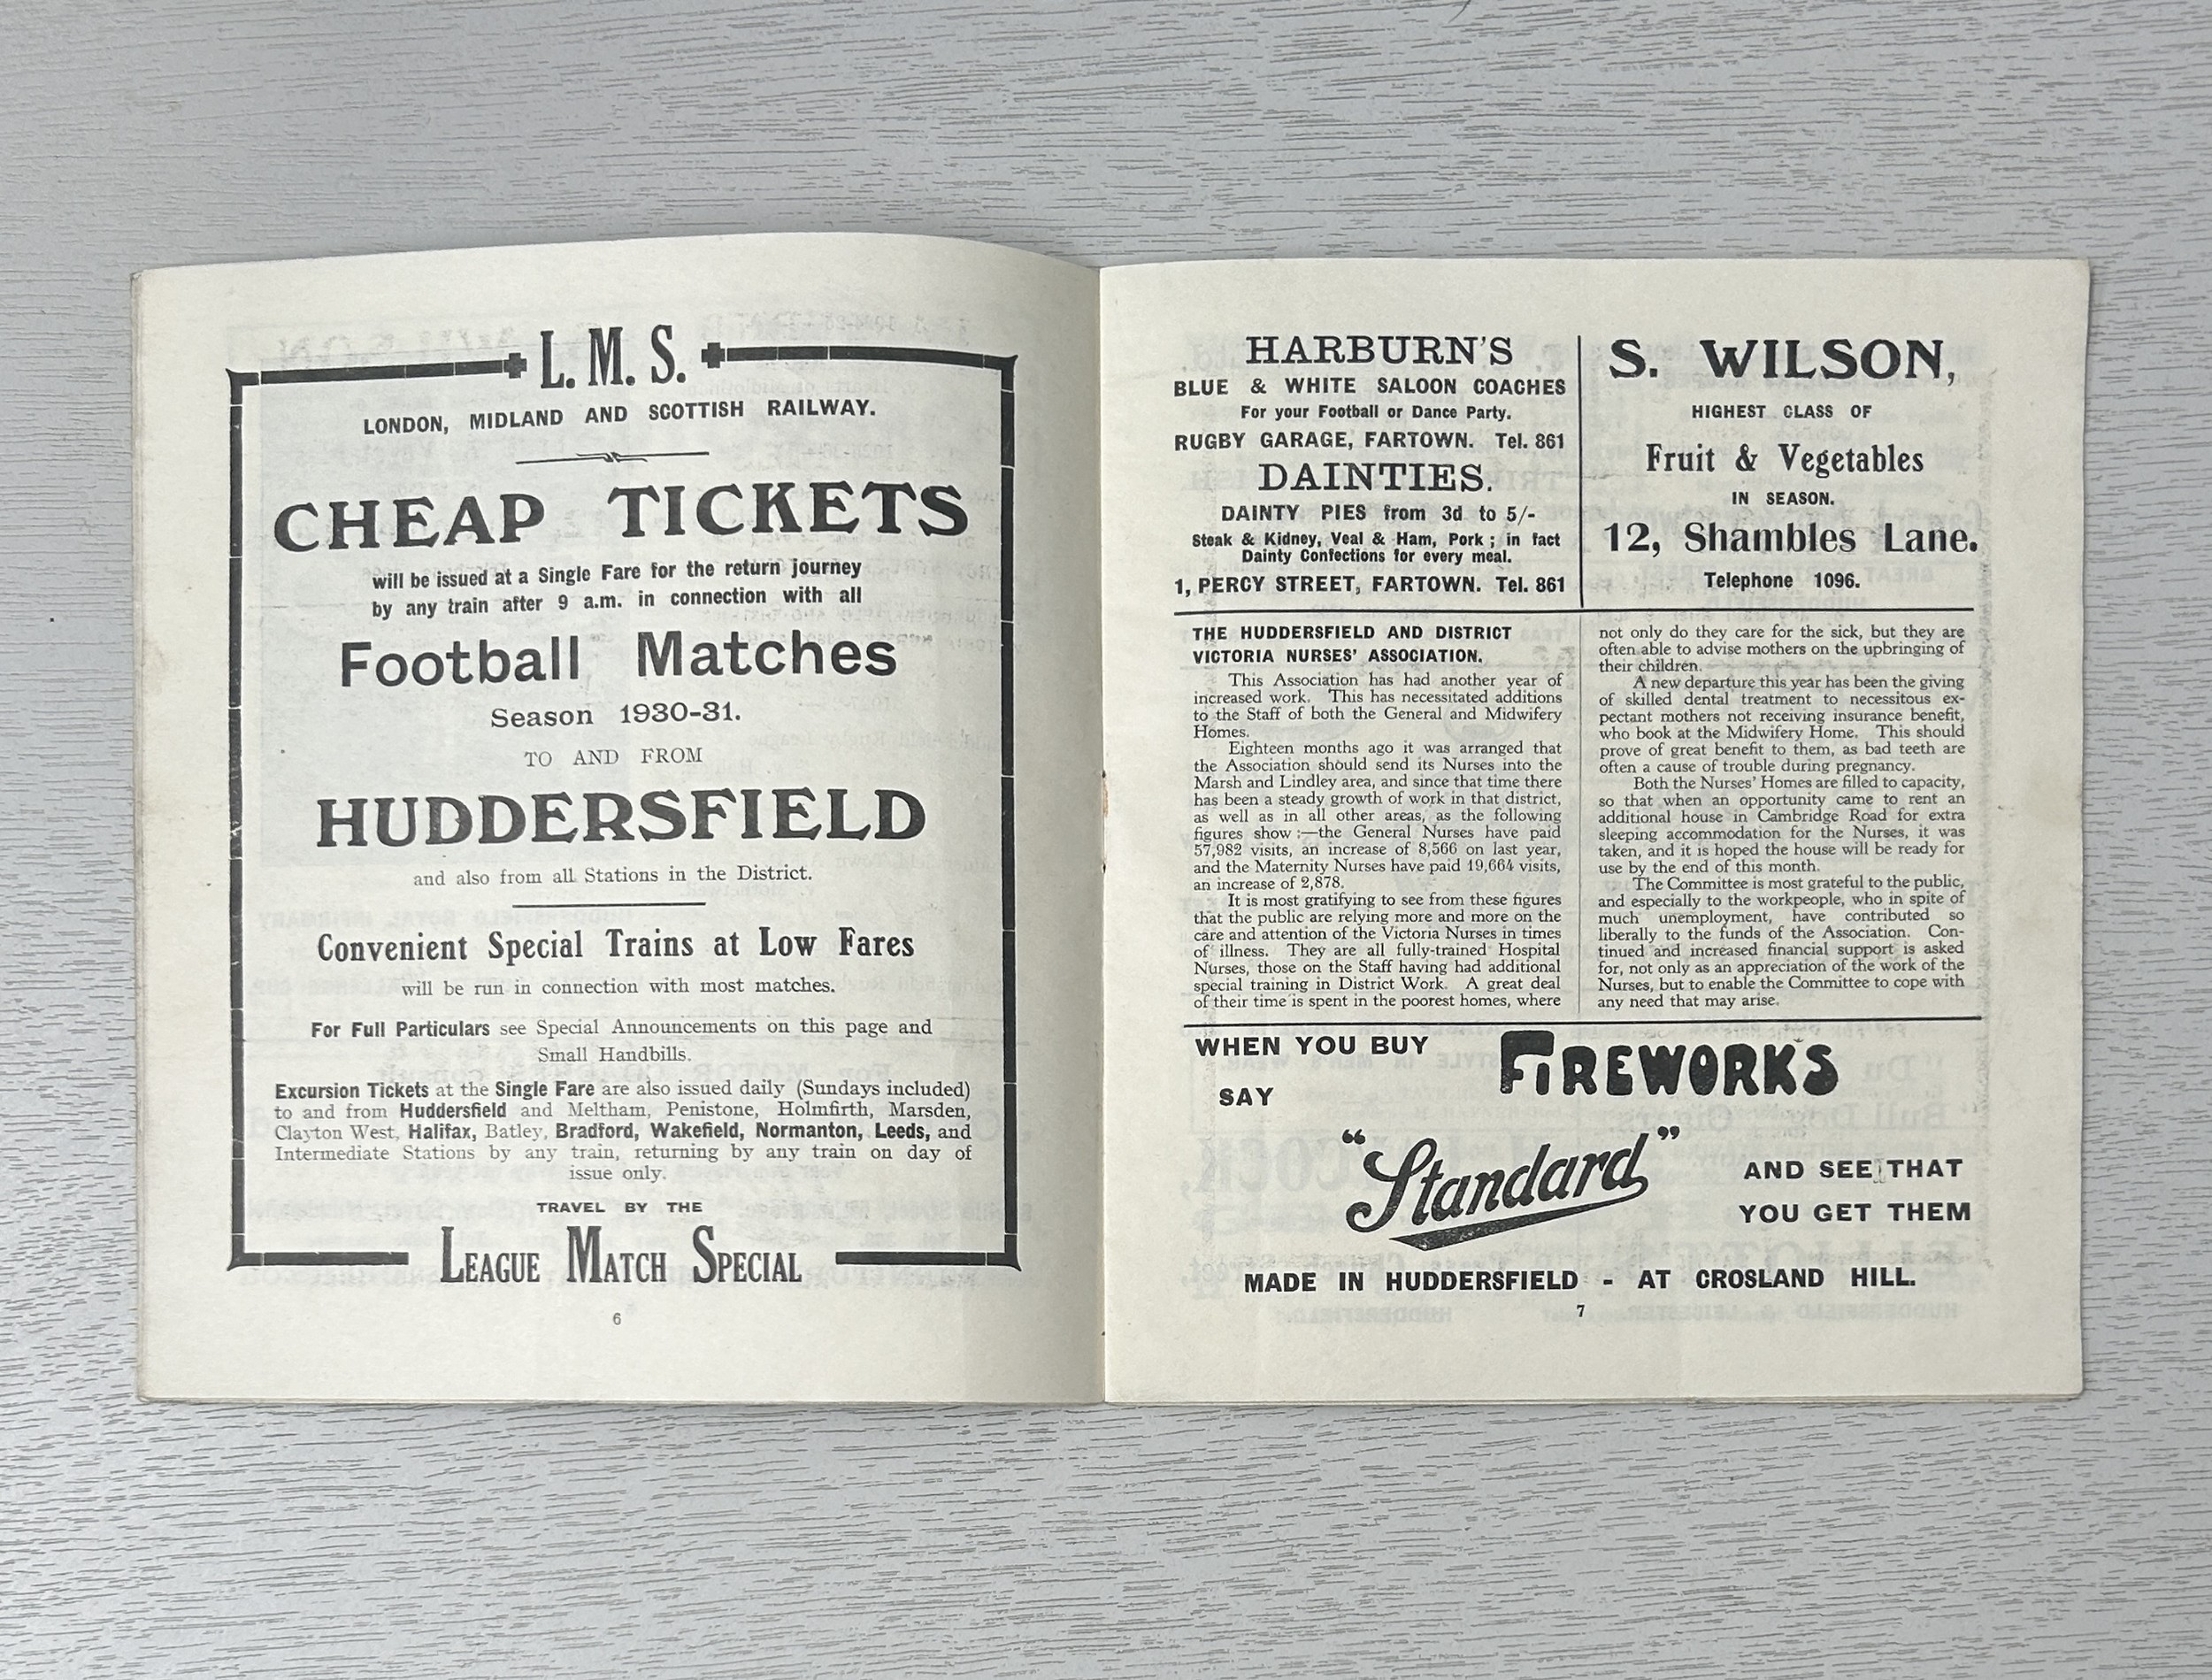 L. M. S.
LONDON, MIDLAND AND SCOTTISH RAILWAY.
CHEAP TICKETS
will be issued at a Single Fare for the return journey
by any train after 9 a.m. in connection with all
Football Matches
Season 1930-31.
TO AND FROM
HUDDERSFIELD
and also from all Stations in the District.
Convenient Special Trains at Low Fares
will be run in connection with most matches.
For Full Particulars see Special Announcements on this page and
Small Handbills.
Excursion Tickets at the Single Fare are also issued daily (Sundays included)
to and from Huddersfield and Meltham, Penistone, Holmfirth, Marsden,
Clayton West, Halifax, Batley, Bradford, Wakefield, Normanton, Leeds, and
Intermediate Stations by any train, returning by any train on day of
issue only.
TRAVEL BY THE
LEAGUE MATCH SPECIAL
6
HARBURN'S
BLUE & WHITE SALOON COACHES
For your Football or Dance Party.
RUGBY GARAGE, FARTOWN. Tel. 861
DAINTIES.
DAINTY PIES from 3d to 5/-
Steak & Kidney, Veal & Ham, Pork ; in fact
Dainty Confections for every meal.
1, PERCY STREET, FARTOWN. Tel. 861
S. WILSON,
HIGHEST CLASS OF
Fruit & Vegetables
IN SEASON.
12, Shambles Lane.
Telephone 1096.
THE HUDDERSFIELD AND DISTRICT
VICTORIA NURSES' ASSOCIATION.
This Association has had another year of
increased work. This has necessitated additions
to the Staff of both the General and Midwifery
Homes.
Eighteen months ago it was arranged that
the Association should send its Nurses into the
Marsh and Lindley area, and since that time there
has been a steady growth of work in that district,
as well as in all other areas, as the following
figures show :—the General Nurses have paid
57,982 visits, an increase of 8,566 on last year,
and the Maternity Nurses have paid 19,664 visits,
an increase of 2,878.
It is most gratifying to see from these figures
that the public are relying more and more on the
care and attention of the Victoria Nurses in times
of illness. They are all fully-trained Hospital
Nurses, those on the Staff having had additional
special training in District Work. A great deal
of their time is spent in the poorest homes, where
not only do they care for the sick, but they are
often able to advise mothers on the upbringing of
their children.
A new departure this year has been the giving
of skilled dental treatment to necessitous ex-
pectant mothers not receiving insurance benefit,
who book at the Midwifery Home. This should
prove of great benefit to them, as bad teeth are
often a cause of trouble during pregnancy.
Both the Nurses' Homes are filled to capacity,
so that when an opportunity came to rent an
additional house in Cambridge Road for extra
sleeping accommodation for the Nurses, it was
taken, and it is hoped the house will be ready for
use by the end of this month.
The Committee is most grateful to the public,
and especially to the workpeople, who in spite of
much unemployment, have contributed so
liberally to the funds of the Association. Con-
tinued and increased financial support is asked
for, not only as an appreciation of the work of the
Nurses, but to enable the Committee to cope with
any need that may arise.
WHEN YOU BUY FIREWORKS
SAY
"Standard"
AND SEE THAT
YOU GET THEM
MADE IN HUDDERSFIELD - AT CROSLAND HILL.
7